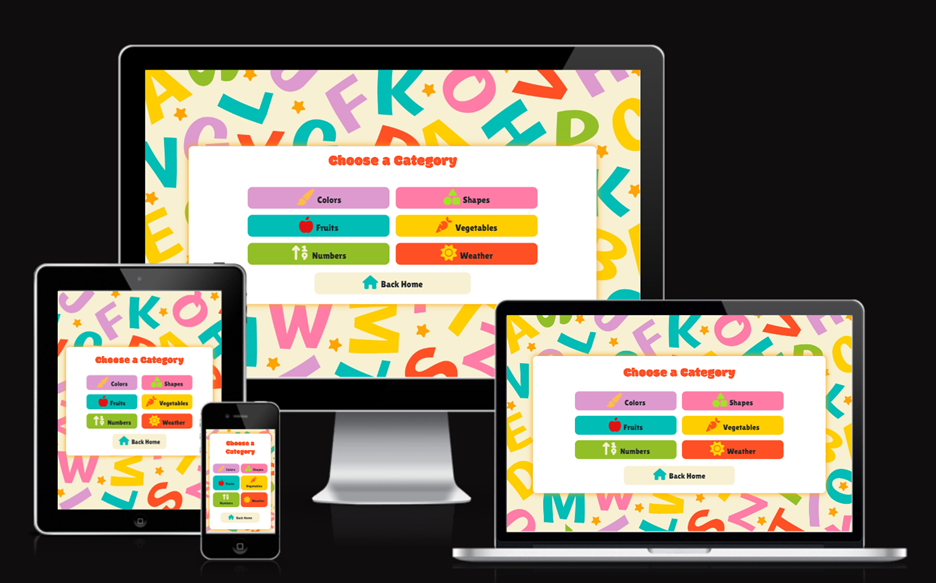 Choose a Category
Colors Shapes
Fruits Vegetables
Numbers Weather
Back Home
Choose a Category
Colors Shapes
Fruits Vegetables
Numbers Weather
Back Home
Choose a
Category
Colors Shapes
Fruits Vegetables
Numbers Weather
Back Home
Choose a Category
Colors Shapes
Fruits Vegetables
Numbers Weather
Back Home